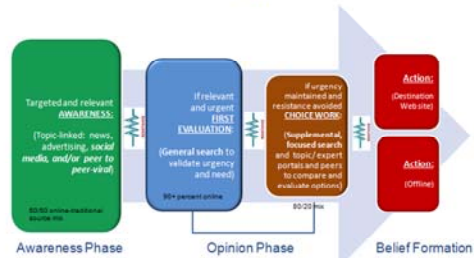 Targeted and relevant
AWARENESS:
(Topic-linked: news,
advertising, social
media, and/or peer to
peer-viral)
50/50 online-traditional
source mix
If relevant
and urgent
FIRST
EVALUATION:
(General search to
validate urgency
and need)
90+ percent online
If urgency
maintained and
resistance avoided
CHOICE WORK:
(Supplemental,
focused search
and topic/expert
portals and peers
to compare and
evaluate options)
80/20 mix
Action:
(Destination
Website)
Action:
(Offline)
Awareness Phase
Opinion Phase
Belief Formation